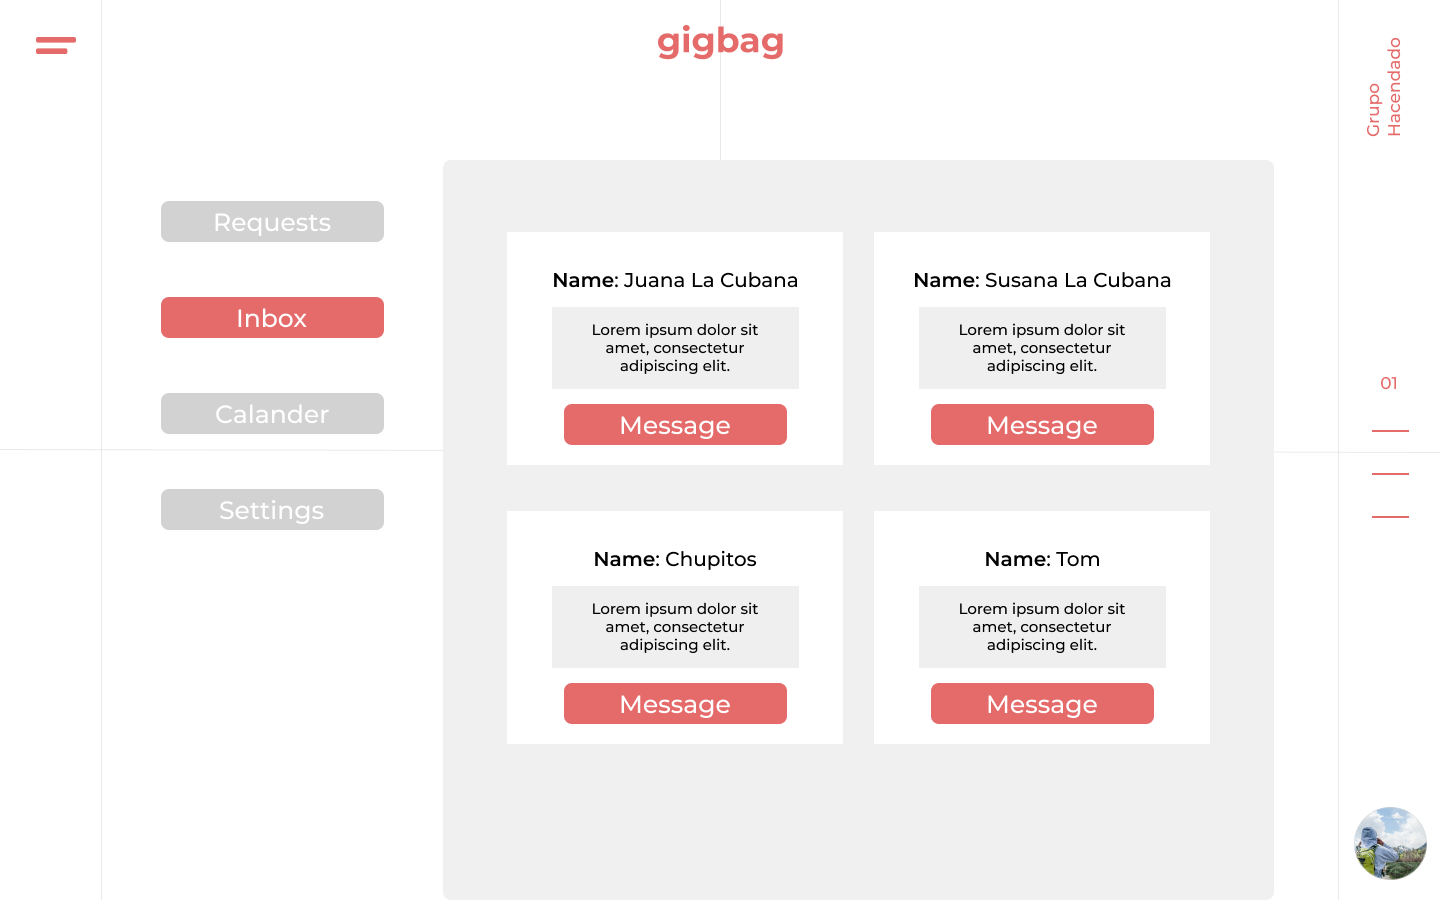 gigbag
Grupo
Hacendado
Requests
Inbox
Calander
Settings
Name: Juana La Cubana
Lorem ipsum dolor sit
amet, consectetur
adipiscing elit.
Message
Name: Susana La Cubana
Lorem ipsum dolor sit
amet, consectetur
adipiscing elit.
Message
Name: Chupitos
Lorem ipsum dolor sit
amet, consectetur
adipiscing elit.
Message
Name: Tom
Lorem ipsum dolor sit
amet, consectetur
adipiscing elit.
Message
01